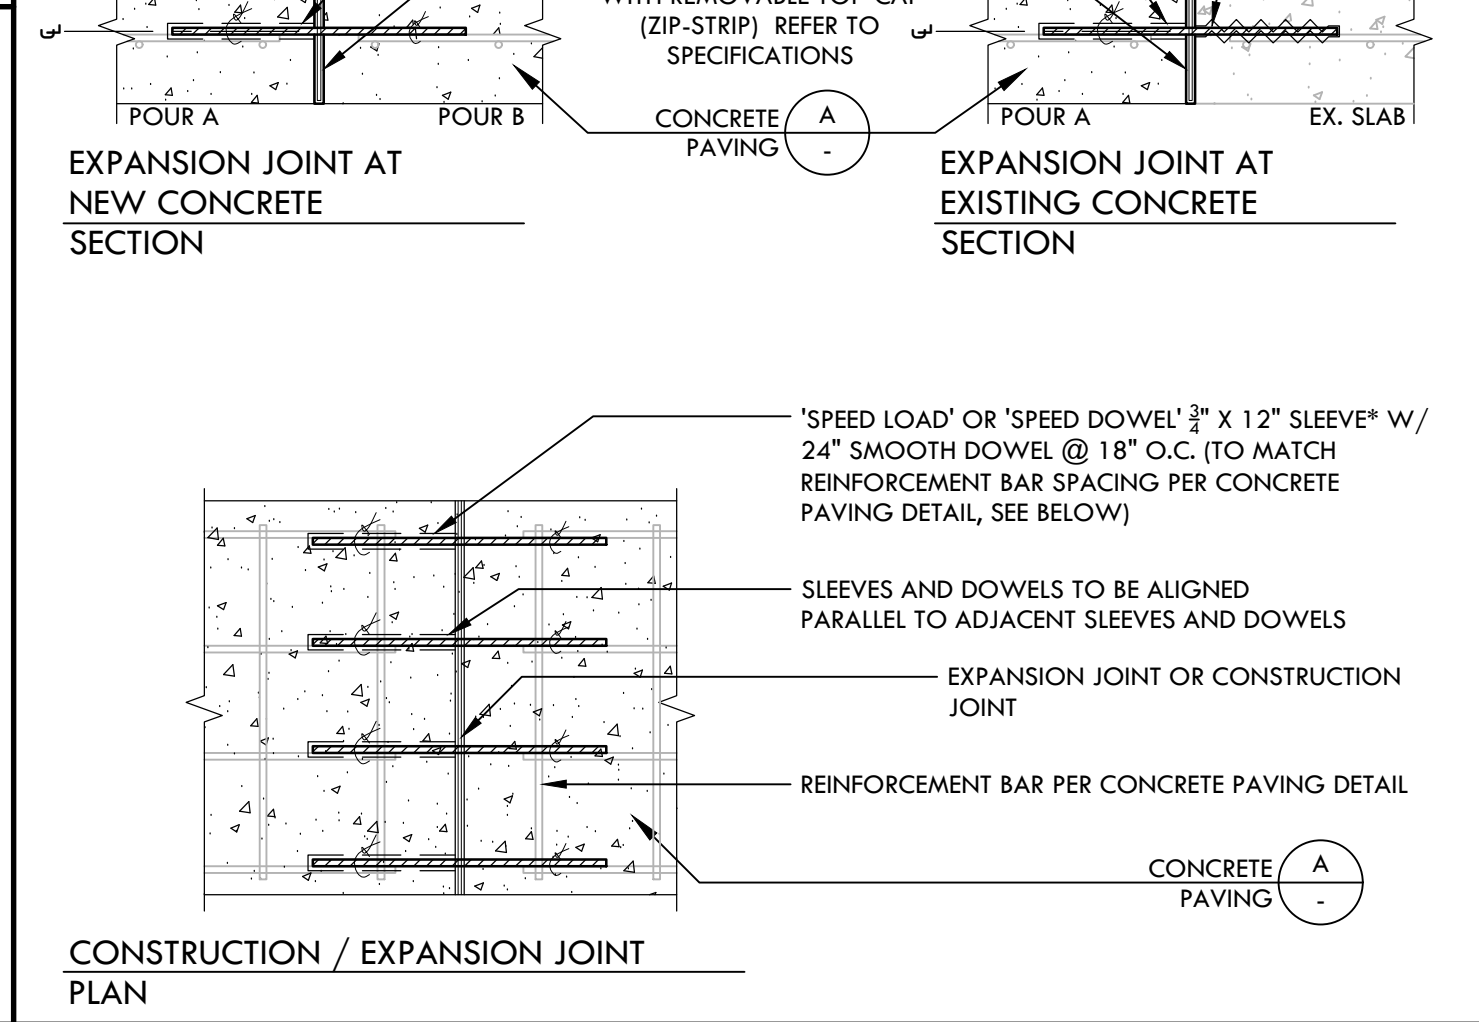 WITH REMOVABLE TOP CAP
(ZIP-STRIP) REFER TO
SPECIFICATIONS
POUR A
POUR B
CONCRETE
PAVING
A
-
POUR A
EX. SLAB
EXPANSION JOINT AT
NEW CONCRETE
SECTION
EXPANSION JOINT AT
EXISTING CONCRETE
SECTION
'SPEED LOAD' OR 'SPEED DOWEL' 3/4" X 12" SLEEVE* W/
24" SMOOTH DOWEL @ 18" O.C. (TO MATCH
REINFORCEMENT BAR SPACING PER CONCRETE
PAVING DETAIL, SEE BELOW)
SLEEVES AND DOWELS TO BE ALIGNED
PARALLEL TO ADJACENT SLEEVES AND DOWELS
EXPANSION JOINT OR CONSTRUCTION
JOINT
REINFORCEMENT BAR PER CONCRETE PAVING DETAIL
CONCRETE
PAVING
A
-
CONSTRUCTION / EXPANSION JOINT
PLAN